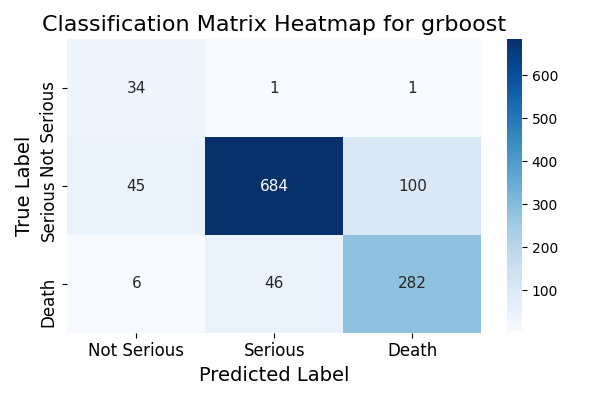 Classification Matrix Heatmap for grboost
True Label
Not Serious
34 1 1
Serious
45 684 100
Death
6 46 282
Not Serious Serious Death
Predicted Label
600
500
400
300
200
100